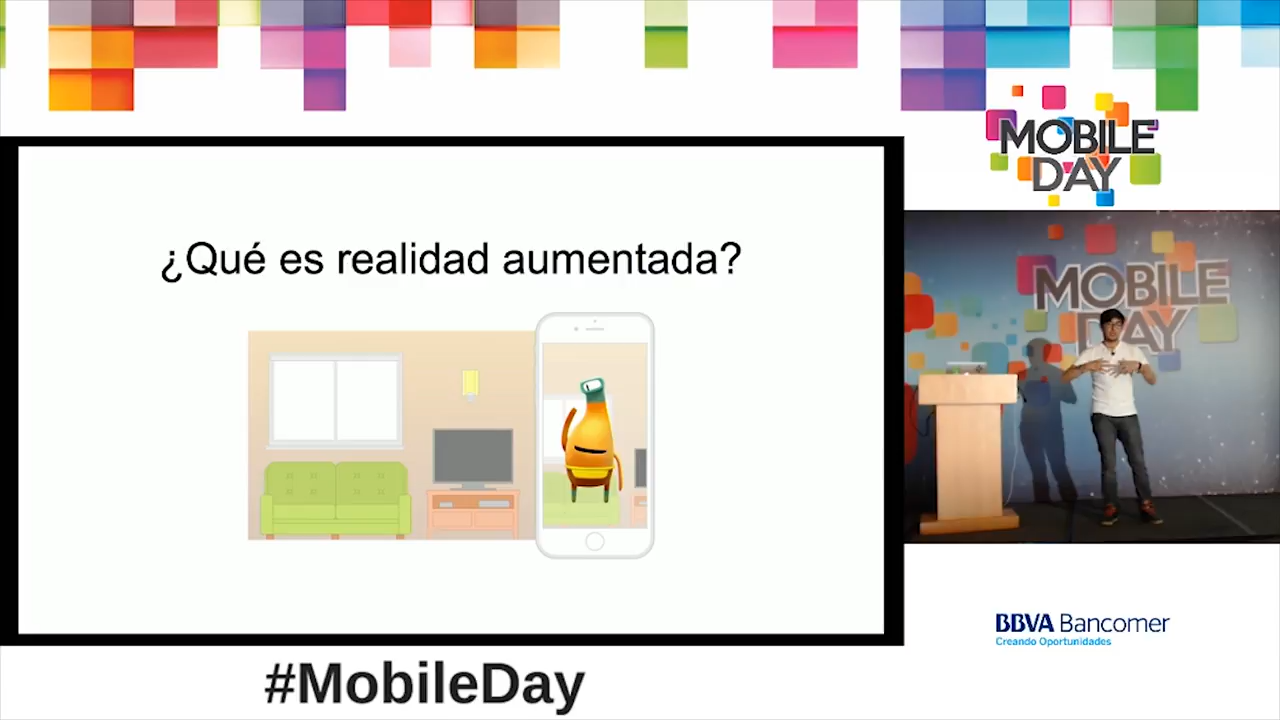 MOBILE
DAY
¿Qué es realidad aumentada?
MOBILE
DAY
BBVA Bancomer
Creando Oportunidades
#MobileDay